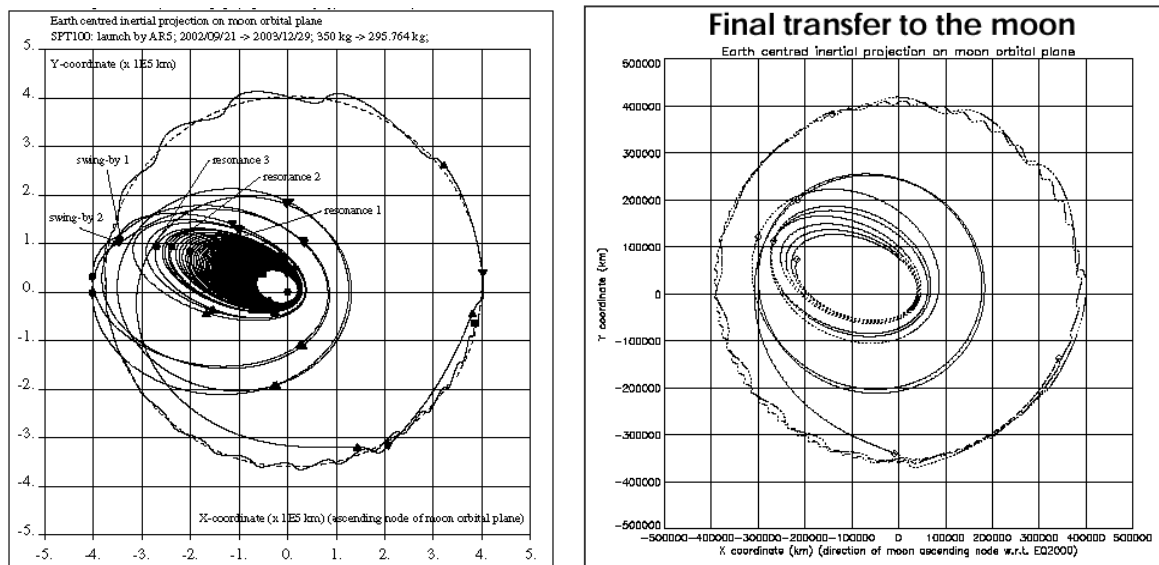 Earth centred inertial projection on moon orbital plane
SPT100: launch by AR5; 2002/09/21 -> 2003/12/29; 350 kg -> 295.764 kg;
Y-coordinate (x 1E5 km)
5.
4.
3.
2.
1.
0.
-1.
-2.
-3.
-4.
-5.
swing-by 1
swing-by 2
resonance 3
resonance 2
resonance 1
X-coordinate (x 1E5 km) (ascending node of moon orbital plane)
-5. -4. -3. -2. -1. 0. 1. 2. 3. 4. 5.
Final transfer to the moon
Earth centred inertial projection on moon orbital plane
500000
400000
300000
200000
100000
0
-100000
-200000
-300000
-400000
-500000
Y coordinate (km)
-500000 -400000 -300000 -200000 -100000 0 100000 200000 300000 400000 500000
X coordinate (km) (direction of moon ascending node w.r.t. EQ2000)